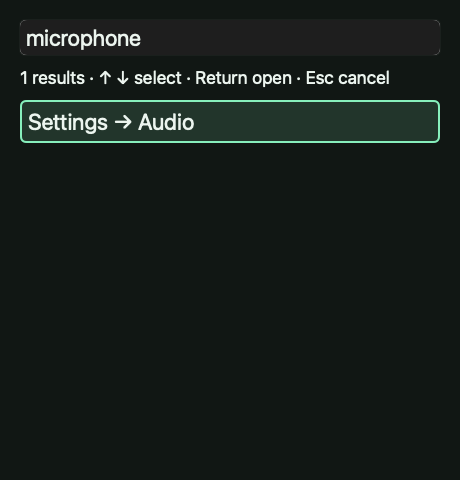 microphone
1 results · ↑ ↓ select · Return open · Esc cancel
Settings → Audio